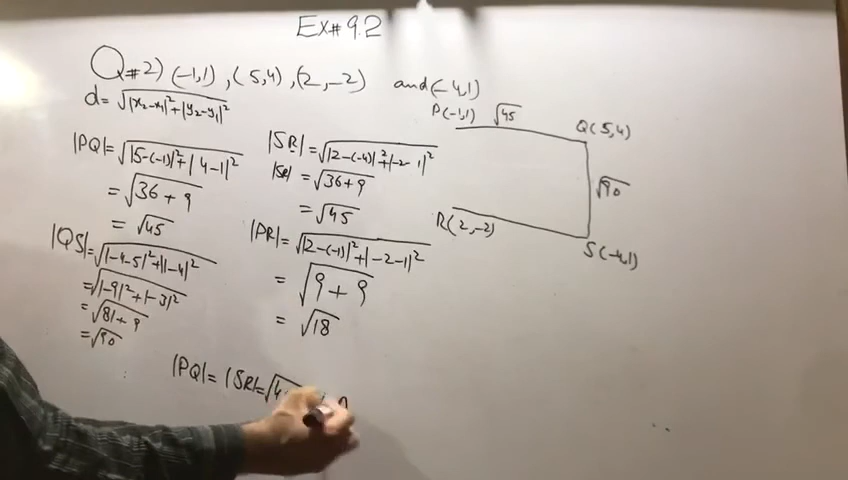 Ex# 9.2
Q#2) (-1,1) , (5,4) , (2,-2) and (-4,1)
d= √|x₂-x₁|²+|y₂-y₁|²
|PQ|= √|5-(-1)|²+|4-1|²
= √36+9
= √45
|QS|= √|-4-5|²+|1-4|²
= √|-9|²+|-3|²
= √81+9
= √90
|SR|= √|2-(-4)|²+|-2-1|²
|SR| = √36+9
= √45
|PR|= √|2-(-1)|²+|-2-1|²
= √9+9
= √18
|PQ|= |SR|=√4
P(-1,1) √45
Q(5,4)
√90
R(2,-2)
S(-4,1)